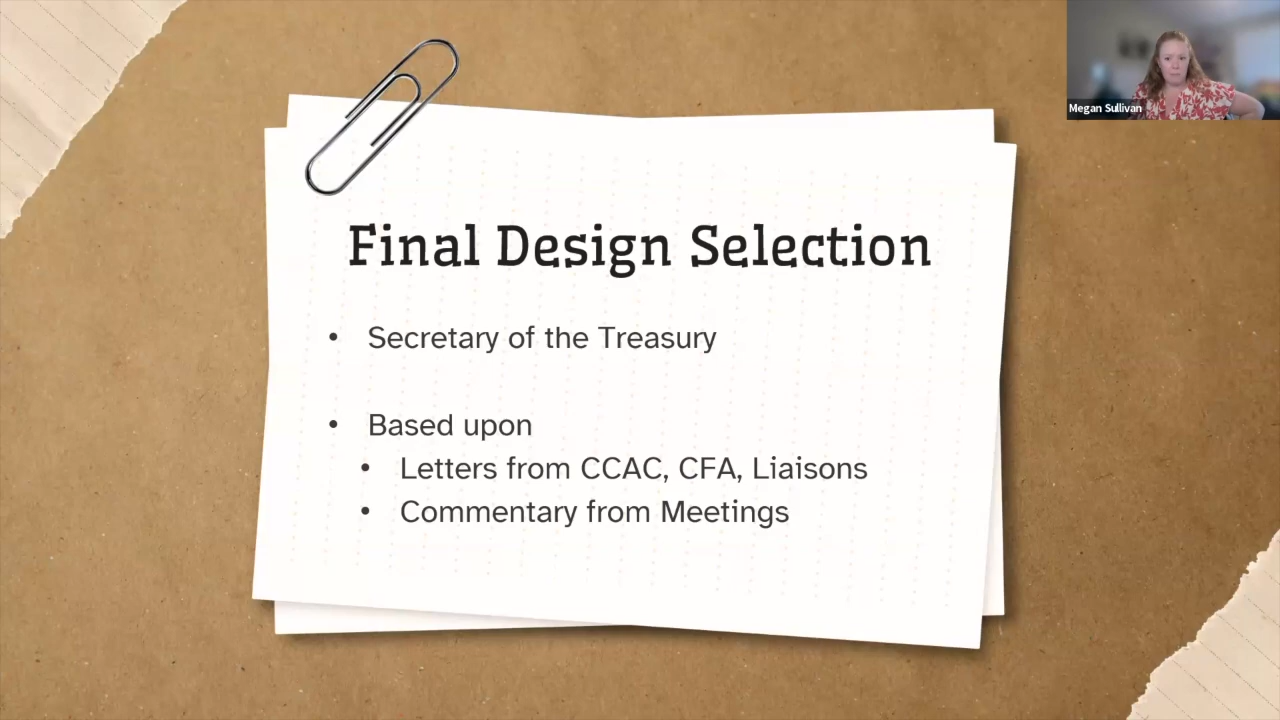 Megan Sullivan
Final Design Selection
• Secretary of the Treasury
• Based upon
• Letters from CCAC, CFA, Liaisons
• Commentary from Meetings